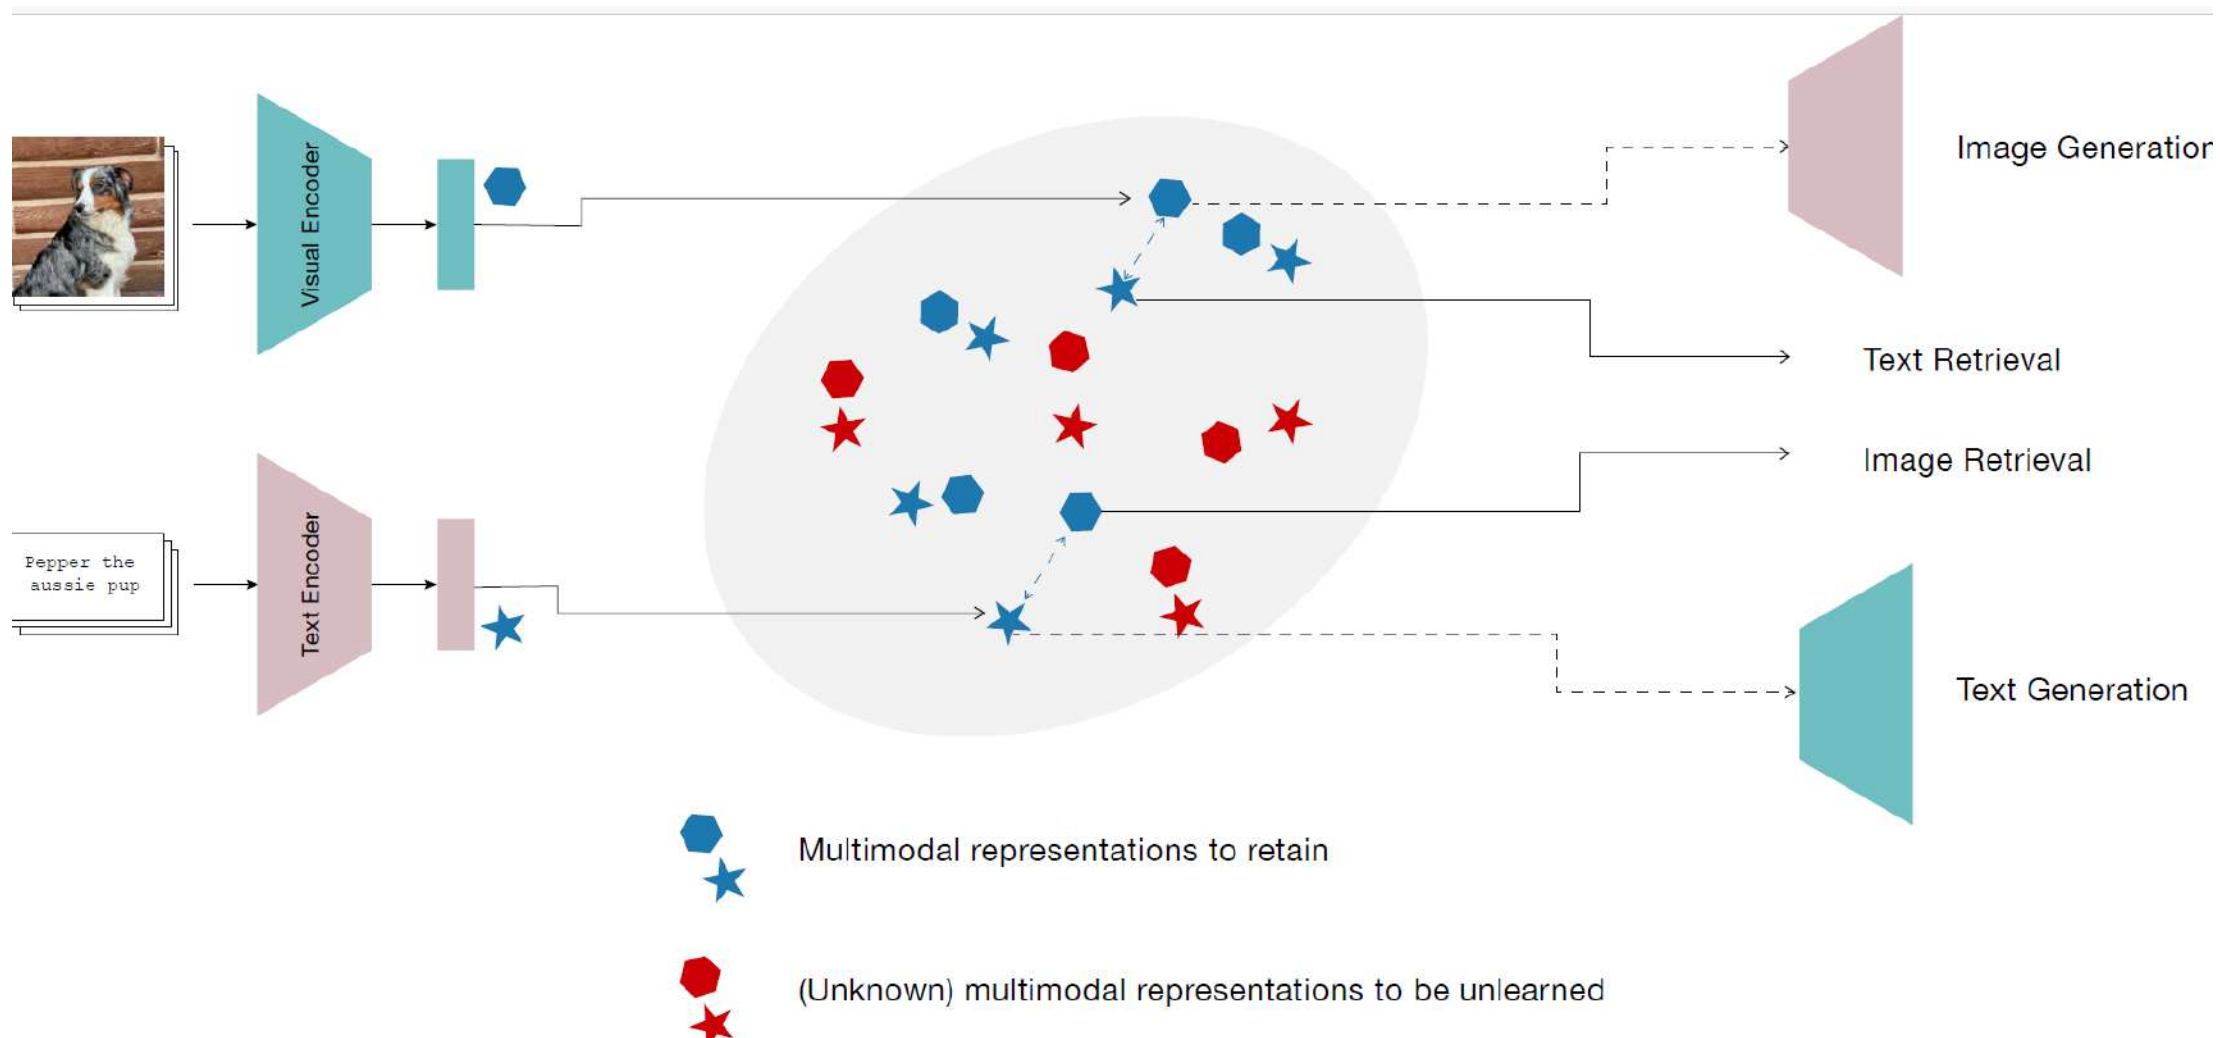 Visual Encoder
Image Generation
Text Retrieval
Image Retrieval
Pepper the
aussie pup
Text Encoder
Text Generation
Multimodal representations to retain
(Unknown) multimodal representations to be unlearned